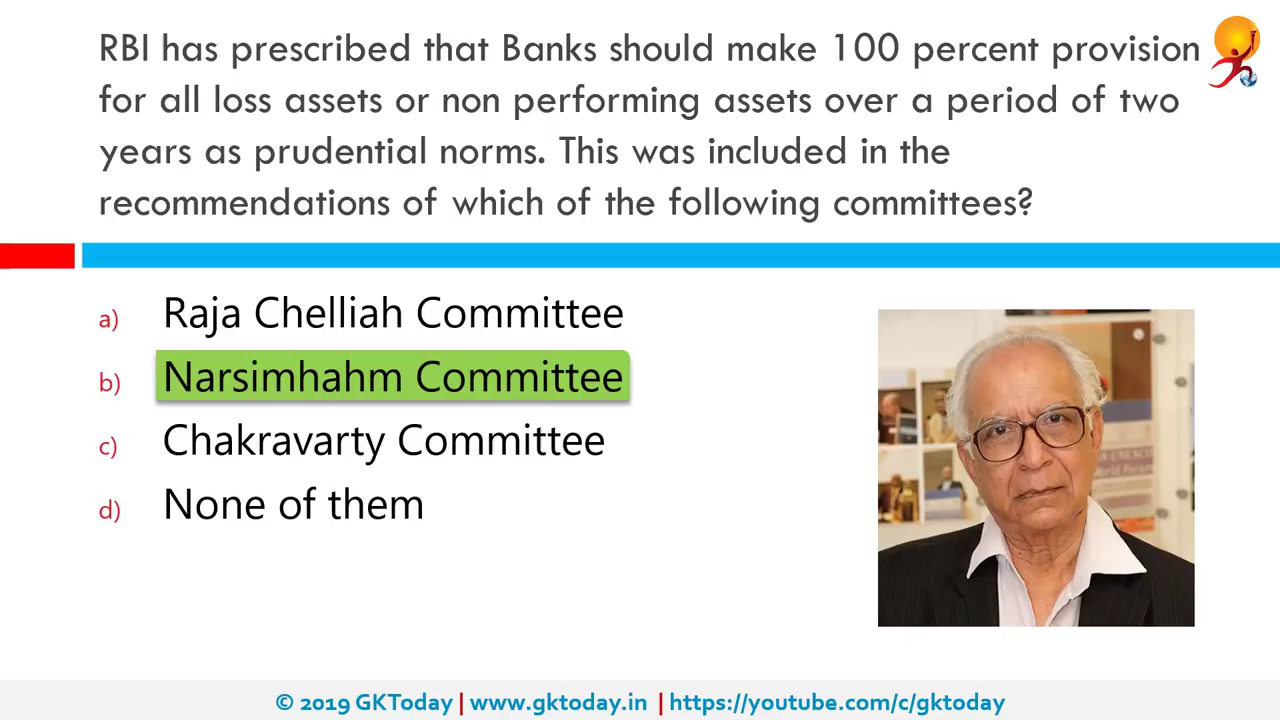 RBI has prescribed that Banks should make 100 percent provision
for all loss assets or non performing assets over a period of two
years as prudential norms. This was included in the
recommendations of which of the following committees?
a) Raja Chelliah Committee
b) Narsimhahm Committee
c) Chakravarty Committee
d) None of them
© 2019 GKToday | www.gktoday.in | https://youtube.com/c/gktoday